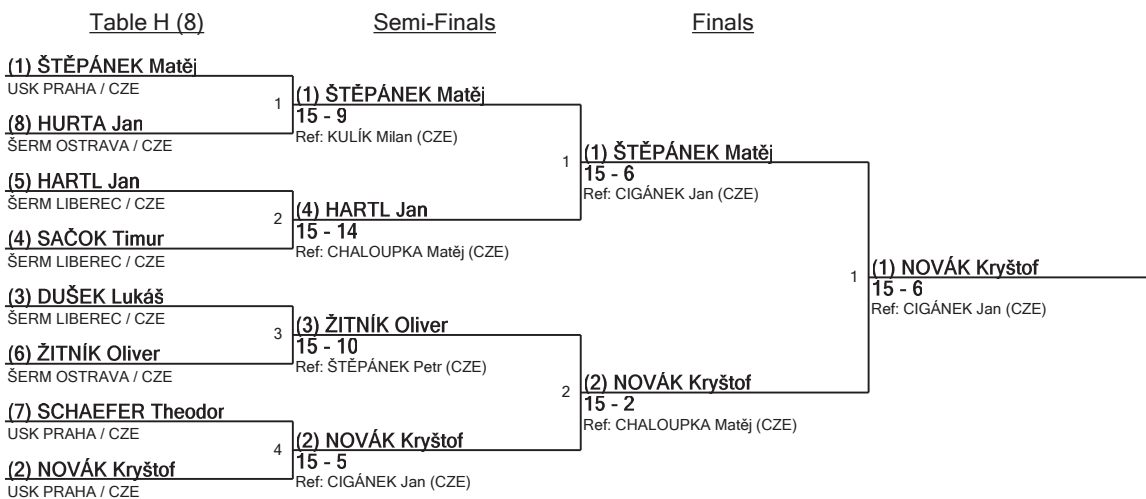 Table H (8)
Semi-Finals
Finals
(1) ŠTĚPÁNEK Matěj
USK PRAHA / CZE
1
(8) HURTA Jan
ŠERM OSTRAVA / CZE
(5) HARTL Jan
ŠERM LIBEREC / CZE
2
(4) SAČOK Timur
ŠERM LIBEREC / CZE
(3) DUŠEK Lukáš
ŠERM LIBEREC / CZE
3
(6) ŽITNÍK Oliver
ŠERM OSTRAVA / CZE
(7) SCHAEFER Theodor
USK PRAHA / CZE
4
(2) NOVÁK Kryštof
USK PRAHA / CZE
(1) ŠTĚPÁNEK Matěj
15 - 9
Ref: KULÍK Milan (CZE)
1
(4) HARTL Jan
15 - 14
Ref: CHALOUPKA Matěj (CZE)
(3) ŽITNÍK Oliver
15 - 10
Ref: ŠTĚPÁNEK Petr (CZE)
2
(2) NOVÁK Kryštof
15 - 5
Ref: CIGÁNEK Jan (CZE)
(1) ŠTĚPÁNEK Matěj
15 - 6
Ref: CIGÁNEK Jan (CZE)
1
(2) NOVÁK Kryštof
15 - 2
Ref: CHALOUPKA Matěj (CZE)
(1) NOVÁK Kryštof
15 - 6
Ref: CIGÁNEK Jan (CZE)